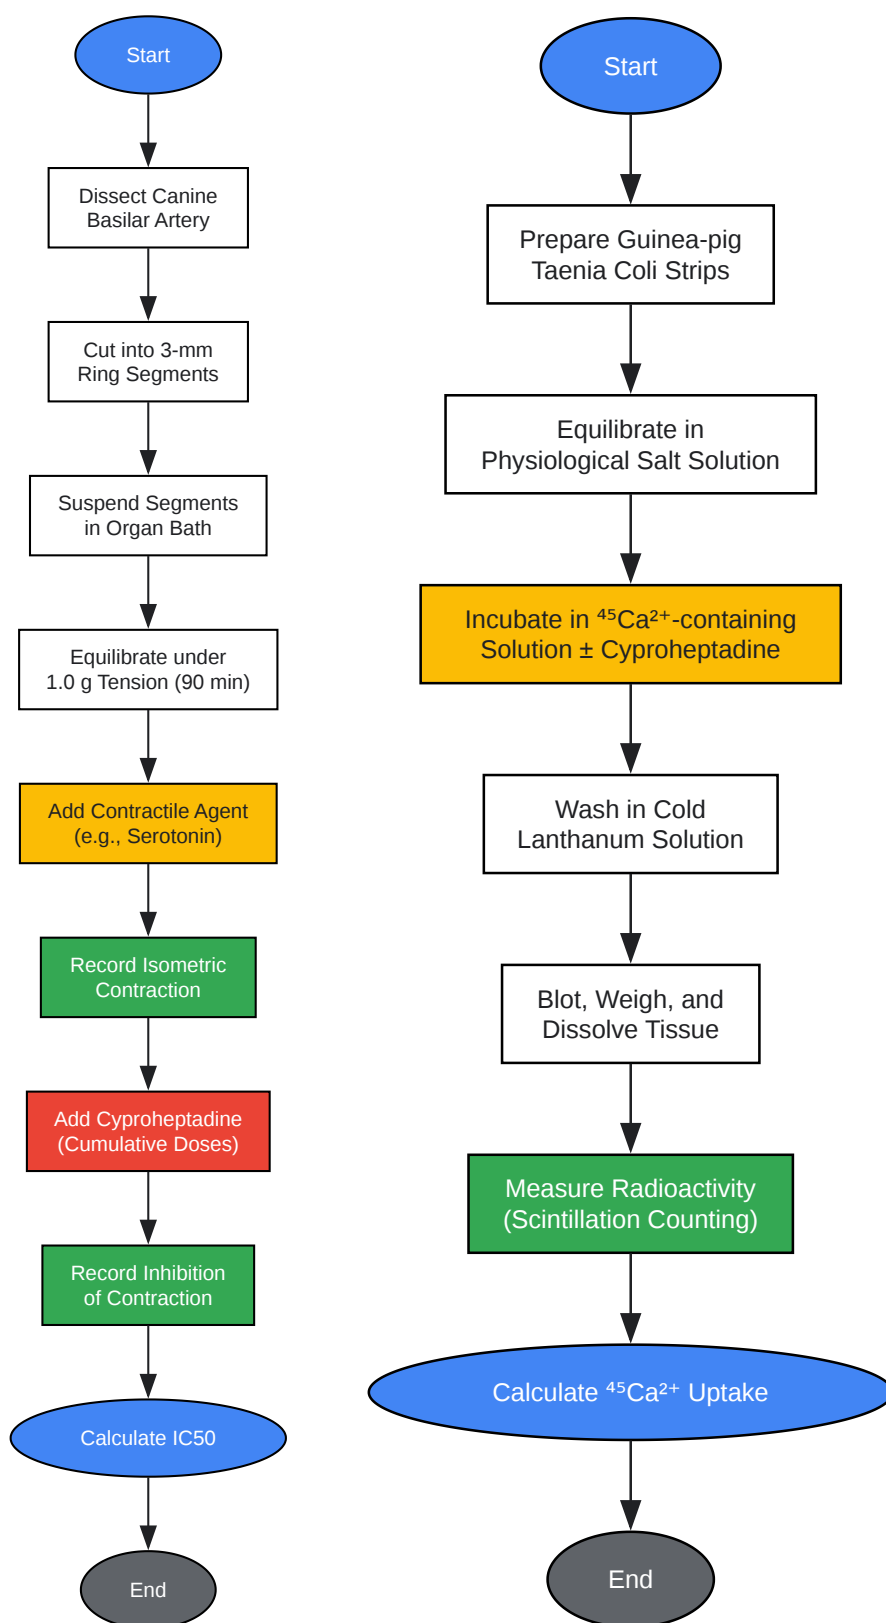 Start
Dissect Canine
Basilar Artery
Cut into 3-mm
Ring Segments
Suspend Segments
in Organ Bath
Equilibrate under
1.0 g Tension (90 min)
Add Contractile Agent
(e.g., Serotonin)
Record Isometric
Contraction
Add Cyproheptadine
(Cumulative Doses)
Record Inhibition
of Contraction
Calculate IC50
End
Start
Prepare Guinea-pig
Taenia Coli Strips
Equilibrate in
Physiological Salt Solution
Incubate in ⁴⁵Ca²⁺-containing
Solution ± Cyproheptadine
Wash in Cold
Lanthanum Solution
Blot, Weigh, and
Dissolve Tissue
Measure Radioactivity
(Scintillation Counting)
Calculate ⁴⁵Ca²⁺ Uptake
End